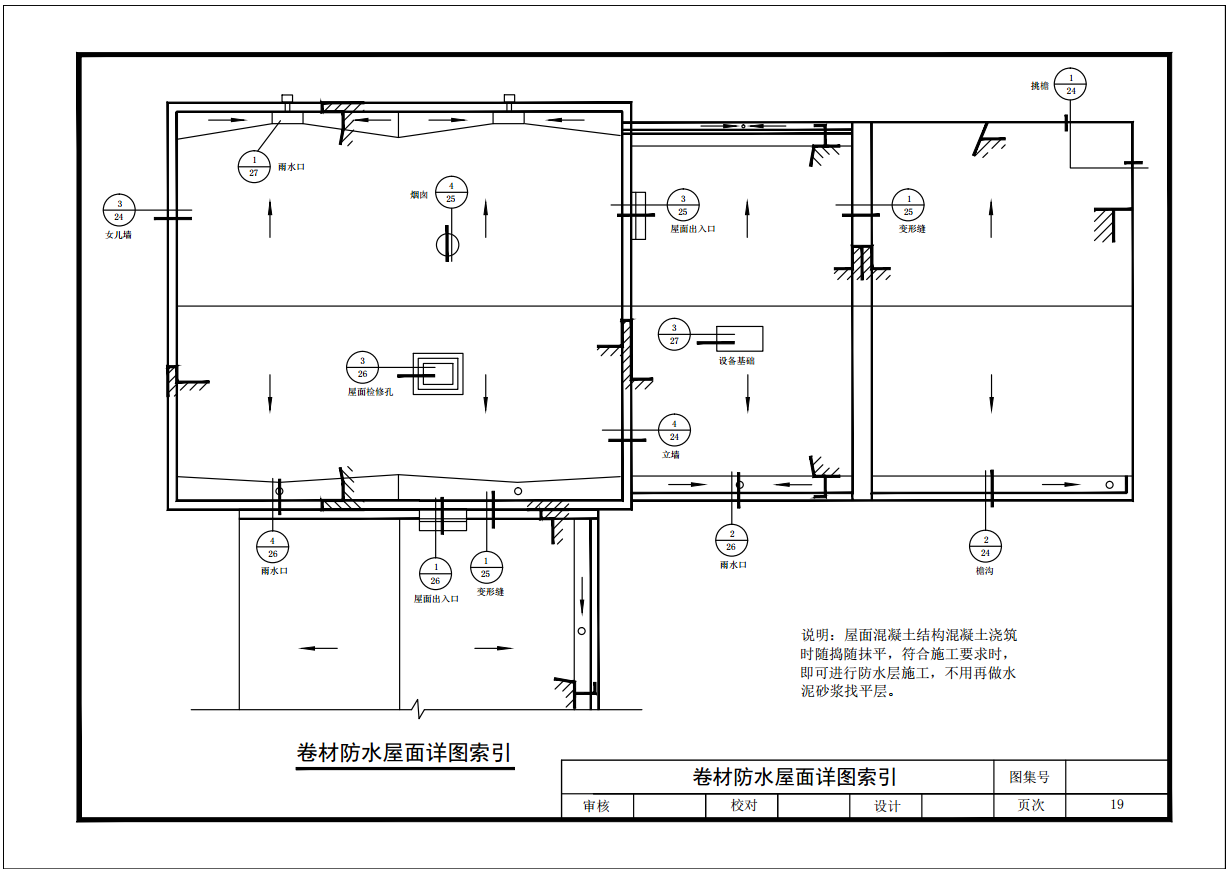 1
24
挑檐
1
27
雨水口
4
25
烟囱
3
24
女儿墙
3
25
屋面出入口
1
25
变形缝
3
27
设备基础
3
26
屋面检修孔
4
24
立墙
4
26
雨水口
1
26
屋面出入口
1
25
变形缝
2
26
雨水口
2
24
檐沟
说明：屋面混凝土结构混凝土浇筑
时随捣随抹平，符合施工要求时，
即可进行防水层施工，不用再做水
泥砂浆找平层。
卷材防水屋面详图索引
卷材防水屋面详图索引 图集号
审核 校对 设计 页次 19